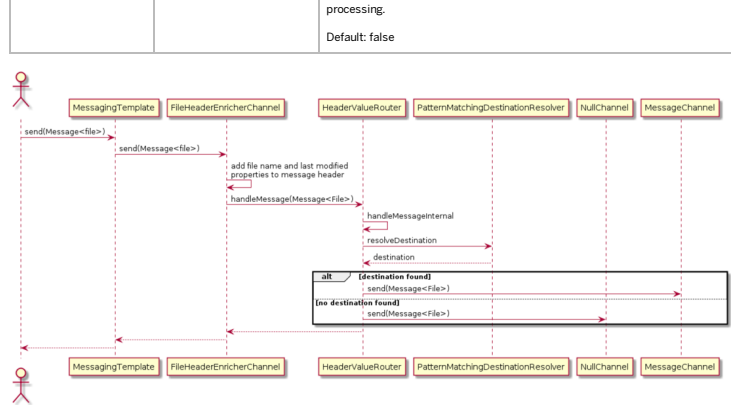 processing.
Default: false
MessagingTemplate
FileHeaderEnricherChannel
HeaderValueRouter
PatternMatchingDestinationResolver
NullChannel
MessageChannel
send(Message<file>)
send(Message<file>)
add file name and last modified
properties to message header
handleMessage(Message<File>)
handleMessageInternal
resolveDestination
destination
alt [destination found]
send(Message<File>)
[no destination found]
send(Message<File>)
MessagingTemplate
FileHeaderEnricherChannel
HeaderValueRouter
PatternMatchingDestinationResolver
NullChannel
MessageChannel